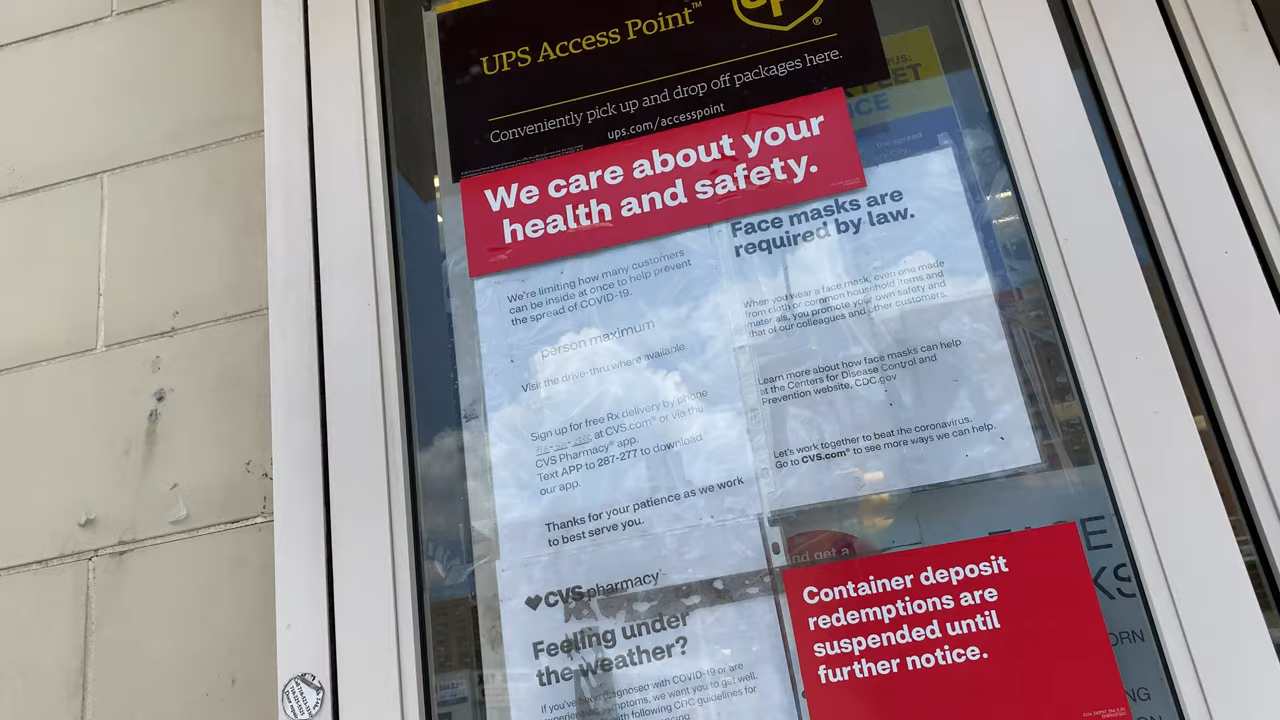 UPS Access Point™
Conveniently pick up and drop off packages here.
ups.com/accesspoint
We care about your
health and safety.
We're limiting how many customers
can be inside at once to help prevent
the spread of COVID-19.
person maximum
Visit the drive-thru where available.
Sign up for free Rx delivery by phone
at CVS.com® or via the
CVS Pharmacy® app.
Text APP to 287-277 to download
our app.
Thanks for your patience as we work
to best serve you.
Face masks are
required by law.
When you wear a face mask, even one made
from cloth or common household items and
materials, you promote your own safety and
that of our colleagues and other customers.
Learn more about how face masks can help
at the Centers for Disease Control and
Prevention website, CDC.gov
Let's work together to beat the coronavirus.
Go to CVS.com® to see more ways we can help.
CVS pharmacy®
Feeling under
the weather?
If you've been diagnosed with COVID-19 or are
symptoms, we want you to get well.
with following CDC guidelines for
and get a
Container deposit
redemptions are
suspended until
further notice.